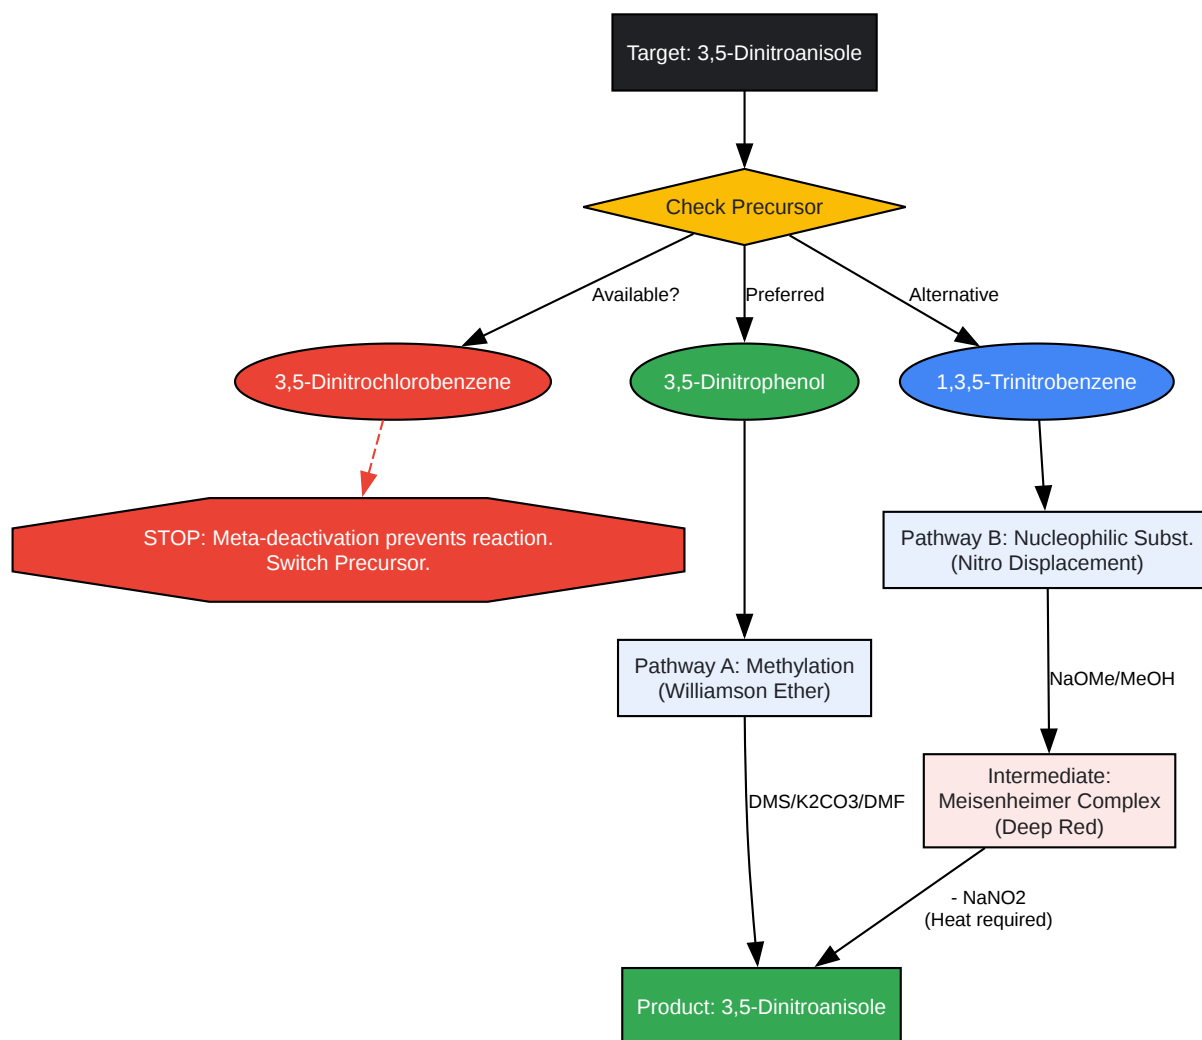 Target: 3,5-Dinitroanisole
Check Precursor
Available?
Preferred
Alternative
3,5-Dinitrochlorobenzene
3,5-Dinitrophenol
1,3,5-Trinitrobenzene
STOP: Meta-deactivation prevents reaction.
Switch Precursor.
Pathway B: Nucleophilic Subst.
(Nitro Displacement)
Pathway A: Methylation
(Williamson Ether)
NaOMe/MeOH
DMS/K2CO3/DMF
Intermediate:
Meisenheimer Complex
(Deep Red)
- NaNO2
(Heat required)
Product: 3,5-Dinitroanisole